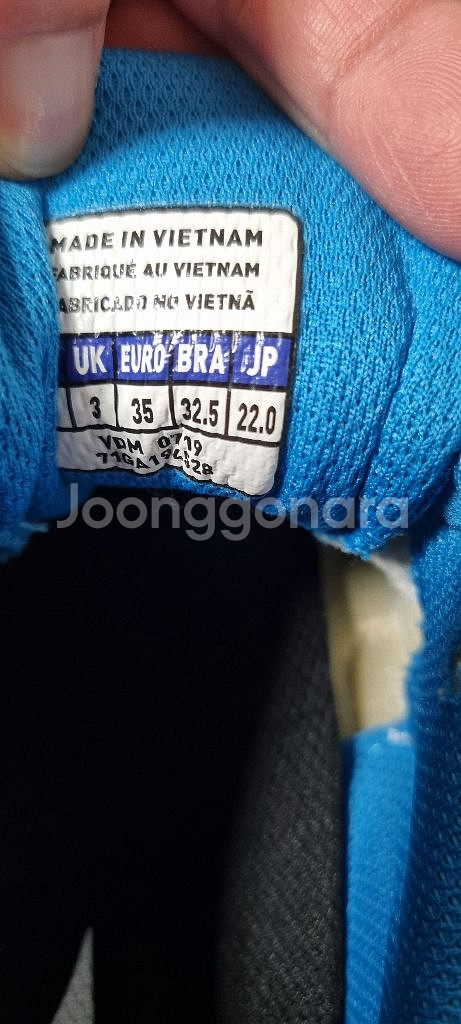 MADE IN VIETNAM
FABRIQUÉ AU VIETNAM
FABRICADO NO VIETNÃ
UK EURO BRA JP
3 35 32.5 22.0
VDM 0719
Joonggonara